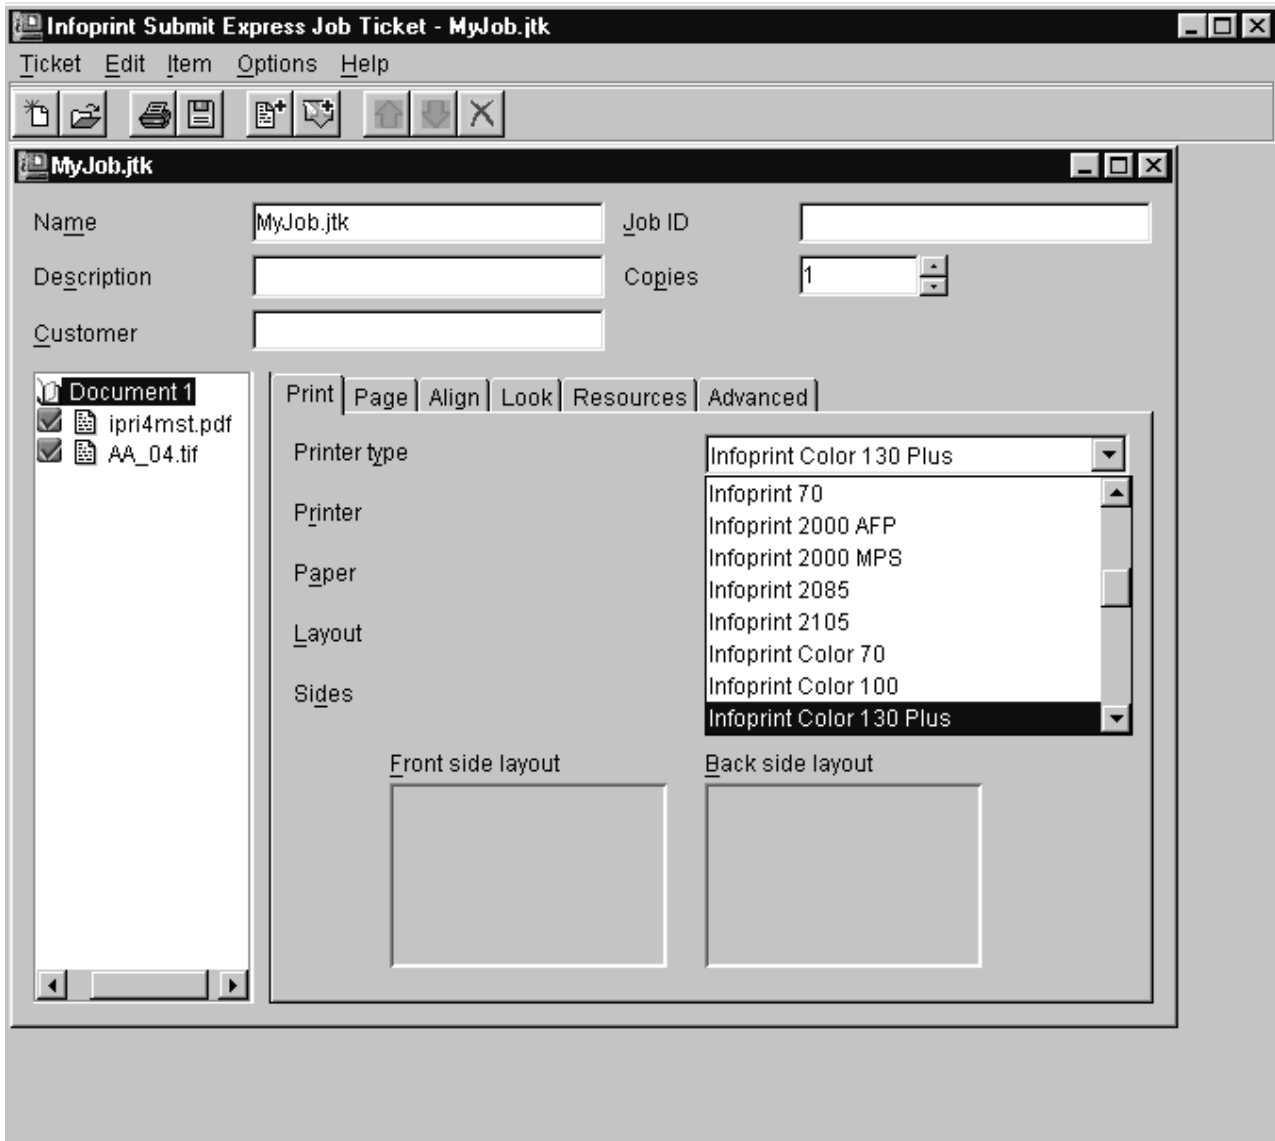 Infoprint Submit Express Job Ticket - MyJob.jtk
Ticket Edit Item Options Help
MyJob.jtk
Name MyJob.jtk Job ID
Description Copies 1
Customer
Document 1
ipri4mst.pdf
AA_04.tif
Print Page Align Look Resources Advanced
Printer type Infoprint Color 130 Plus
Infoprint 70
Printer
Infoprint 2000 AFP
Infoprint 2000 MPS
Paper
Infoprint 2085
Infoprint 2105
Layout
Infoprint Color 70
Infoprint Color 100
Sides
Infoprint Color 130 Plus
Front side layout Back side layout